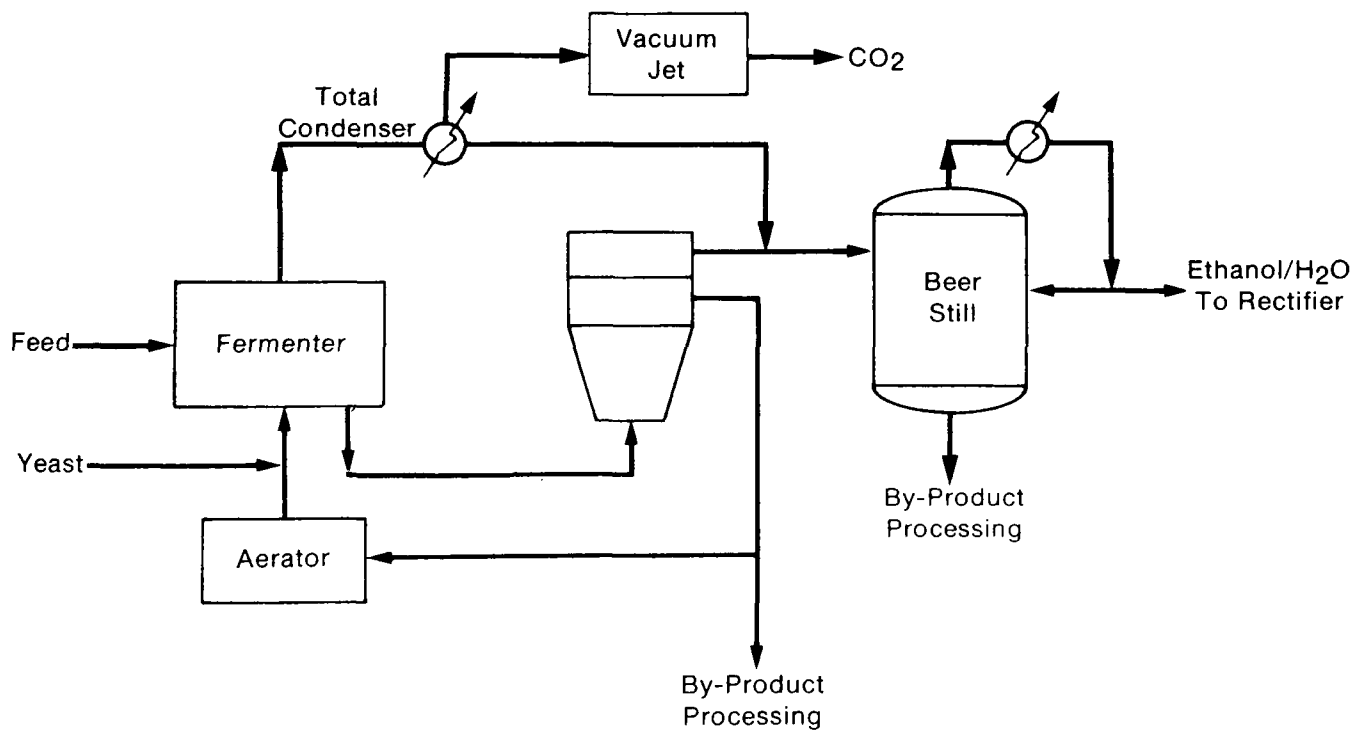 Vacuum
Jet
CO2
Total
Condenser
Beer
Still
Ethanol/H2O
To Rectifier
Feed
Fermenter
Yeast
By-Product
Processing
Aerator
By-Product
Processing